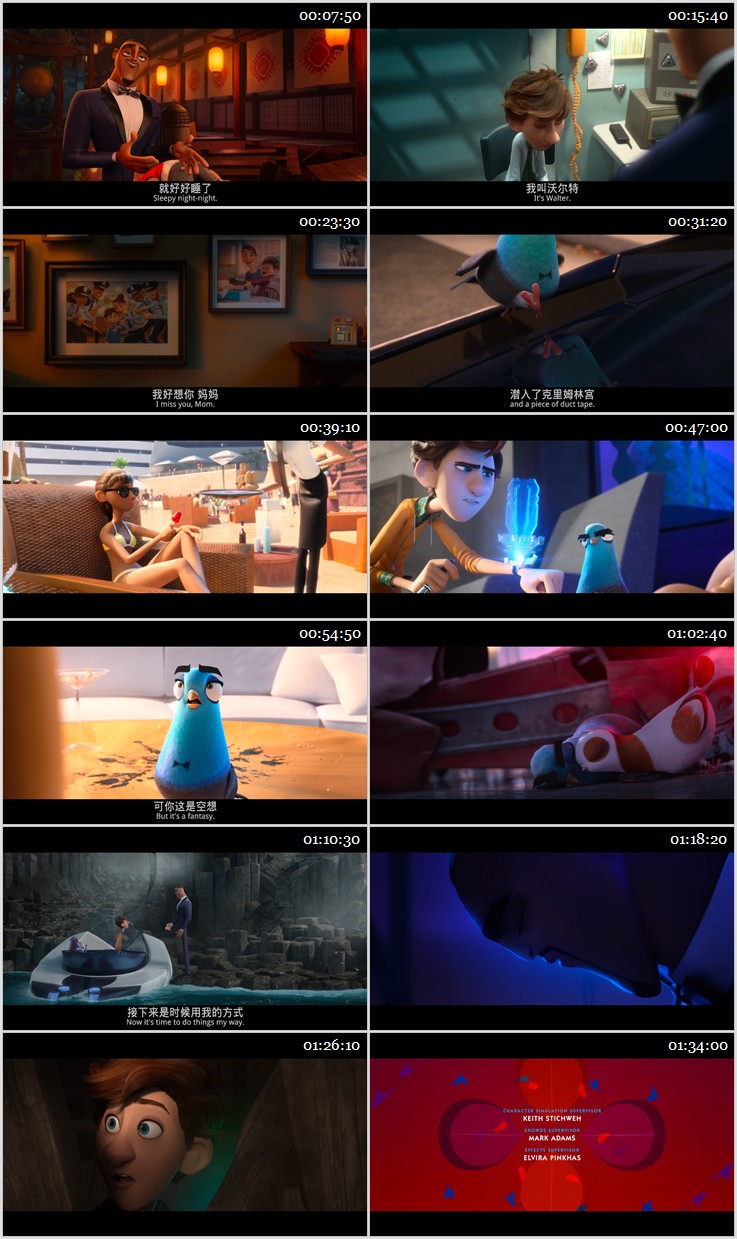 00:07:50
就好好睡了
Sleepy night-night.
00:15:40
我叫沃尔特
It's Walter.
00:23:30
我好想你 妈妈
I miss you, Mom.
00:31:20
潜入了克里姆林宫
and a piece of duct tape.
00:39:10
00:47:00
00:54:50
可你这是空想
But it's a fantasy.
01:02:40
01:10:30
接下来是时候用我的方式
Now it's time to do things my way.
01:18:20
01:26:10
01:34:00
CHARACTER SIMULATION SUPERVISOR
KEITH STICHWEH
CROWDS SUPERVISOR
MARK ADAMS
EFFECTS SUPERVISOR
ELVIRA PINKHAS